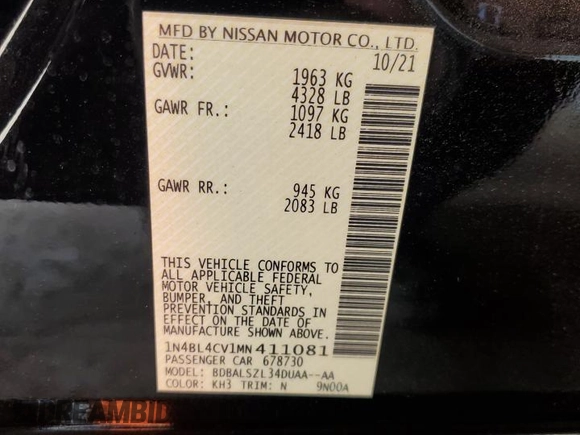 MFD BY NISSAN MOTOR CO., LTD.
DATE: 10/21
GVWR: 1963 KG
4328 LB
GAWR FR.: 1097 KG
2418 LB
GAWR RR.: 945 KG
2083 LB
THIS VEHICLE CONFORMS TO
ALL APPLICABLE FEDERAL
MOTOR VEHICLE SAFETY,
BUMPER, AND THEFT
PREVENTION STANDARDS IN
EFFECT ON THE DATE OF
MANUFACTURE SHOWN ABOVE.
1N4BL4CV1MN411081
PASSENGER CAR 678730
MODEL: BDBALSZL34DUAA--AA
COLOR: KH3 TRIM: N 9N00A
DREAMBID